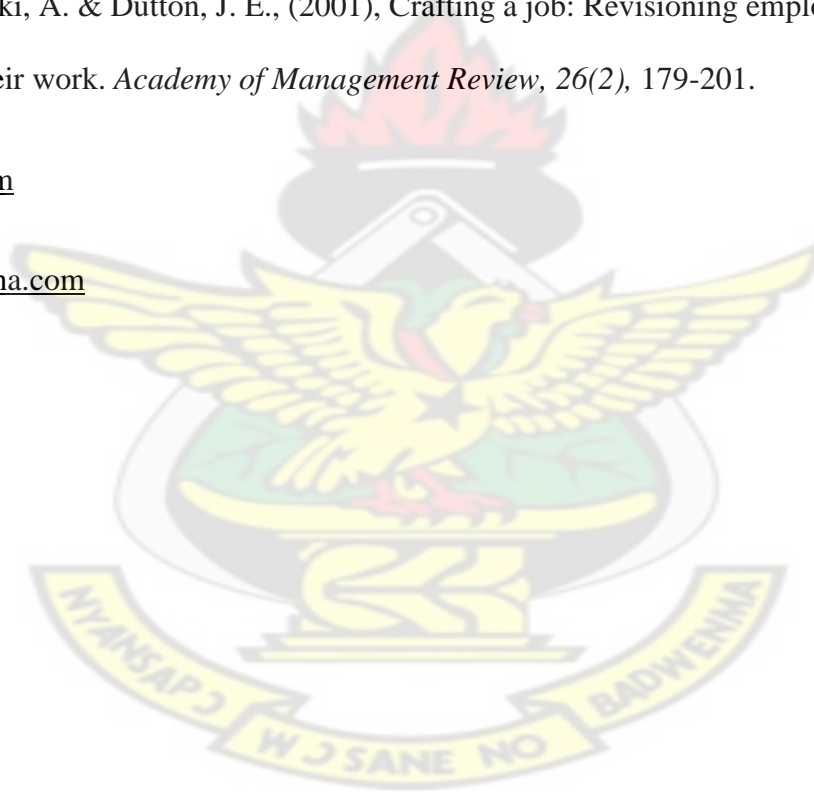 ki, A. & Dutton, J. E., (2001), Crafting a job: Revisioning emplo
eir work. Academy of Management Review, 26(2), 179-201.
m
na.com
NYANSAPƆ WƆSANE NO BADWENMA